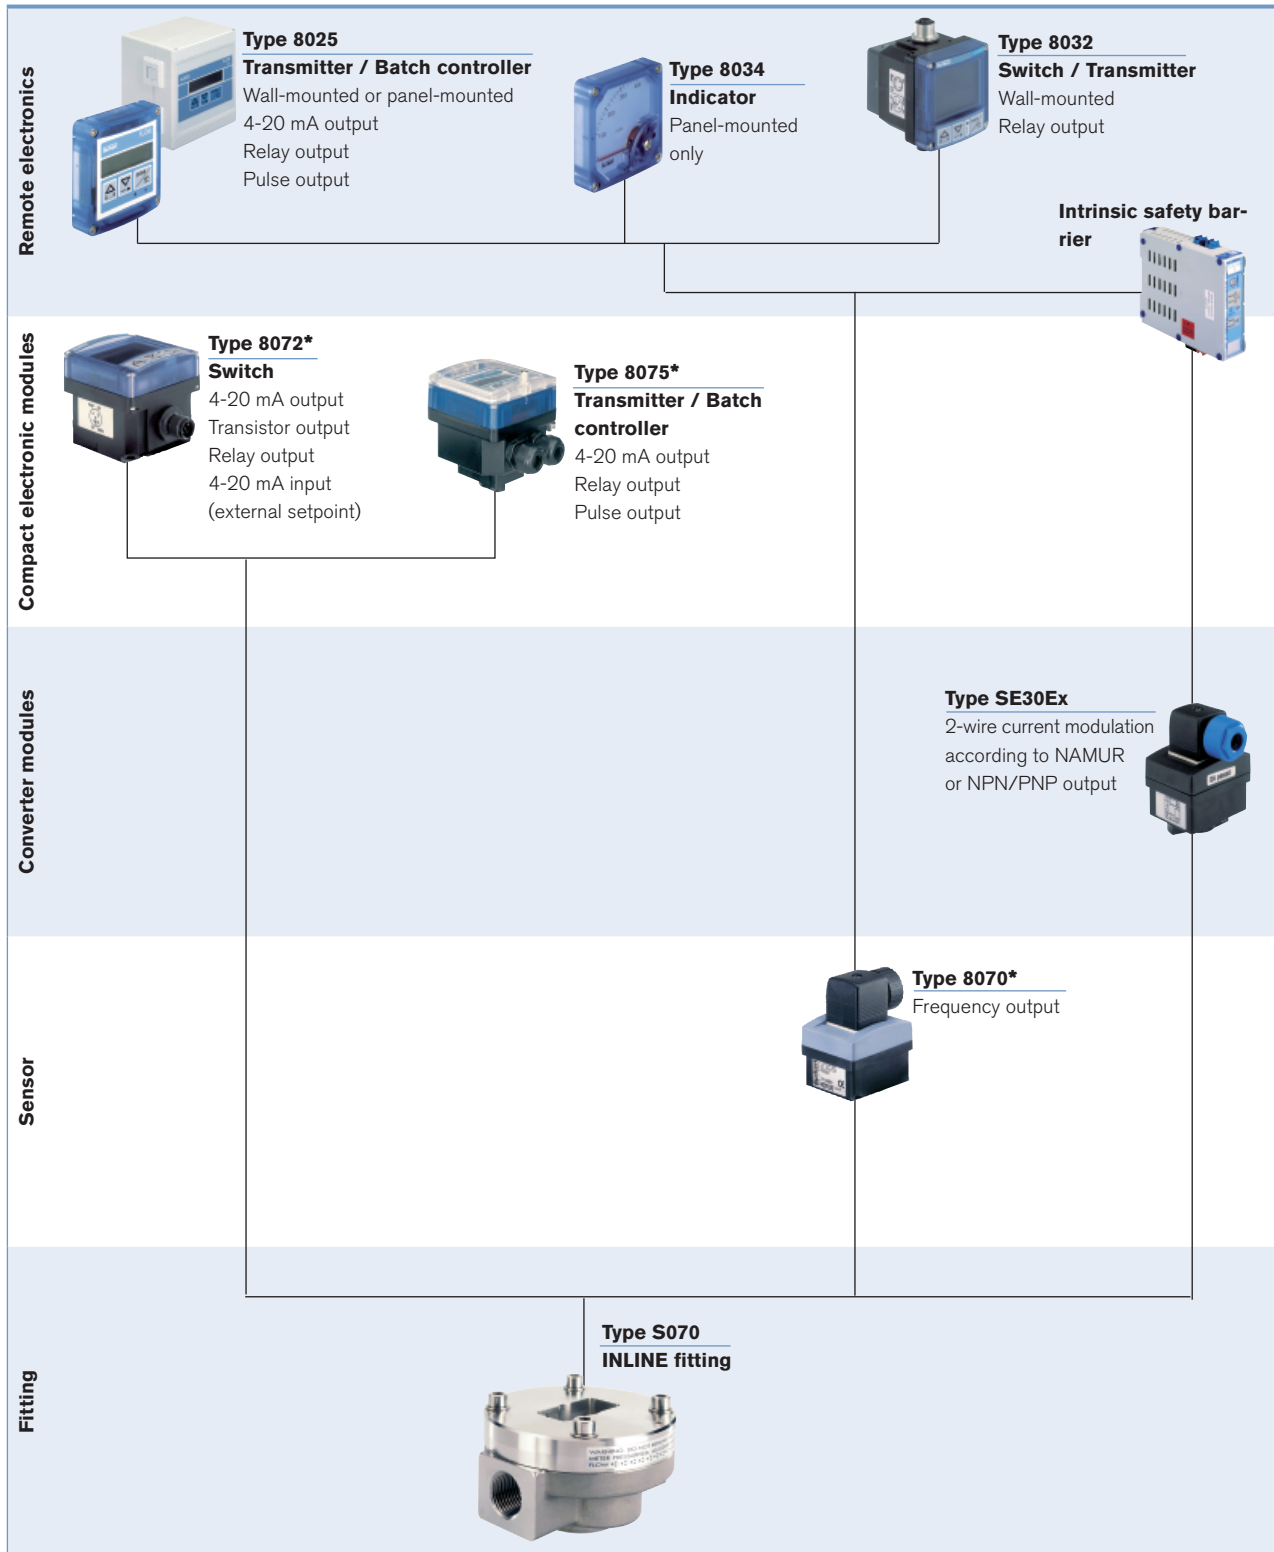 Remote electronics
Type 8025
Transmitter / Batch controller
Wall-mounted or panel-mounted
4-20 mA output
Relay output
Pulse output
Type 8034
Indicator
Panel-mounted
only
Type 8032
Switch / Transmitter
Wall-mounted
Relay output
Intrinsic safety bar-
rier
Compact electronic modules
Type 8072*
Switch
4-20 mA output
Transistor output
Relay output
4-20 mA input
(external setpoint)
Type 8075*
Transmitter / Batch
controller
4-20 mA output
Relay output
Pulse output
Converter modules
Type SE30Ex
2-wire current modulation
according to NAMUR
or NPN/PNP output
Sensor
Type 8070*
Frequency output
Fitting
Type S070
INLINE fitting